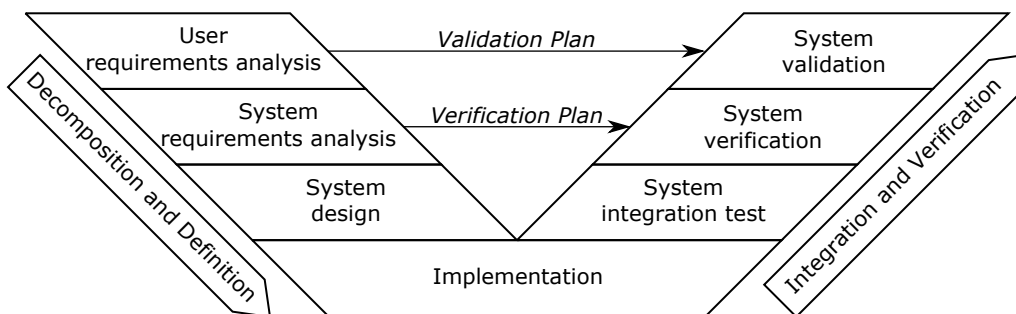 User
requirements analysis
Validation Plan
System
validation
System
requirements analysis
Verification Plan
System
verification
System
design
System
integration test
Implementation
Decomposition and Definition
Integration and Verification